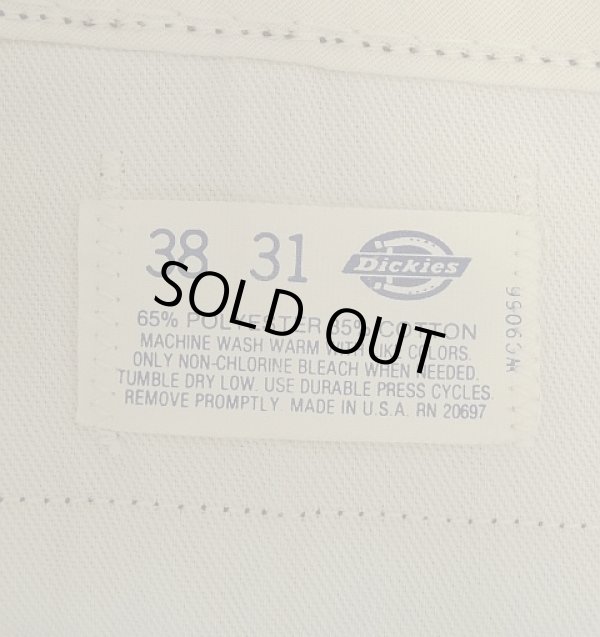 38 31
Dickies
SOLD OUT
65% POLYESTER 35% COTTON
MACHINE WASH WARM WITH LIKE COLORS.
ONLY NON-CHLORINE BLEACH WHEN NEEDED.
TUMBLE DRY LOW. USE DURABLE PRESS CYCLES.
REMOVE PROMPTLY. MADE IN U.S.A. RN 20697